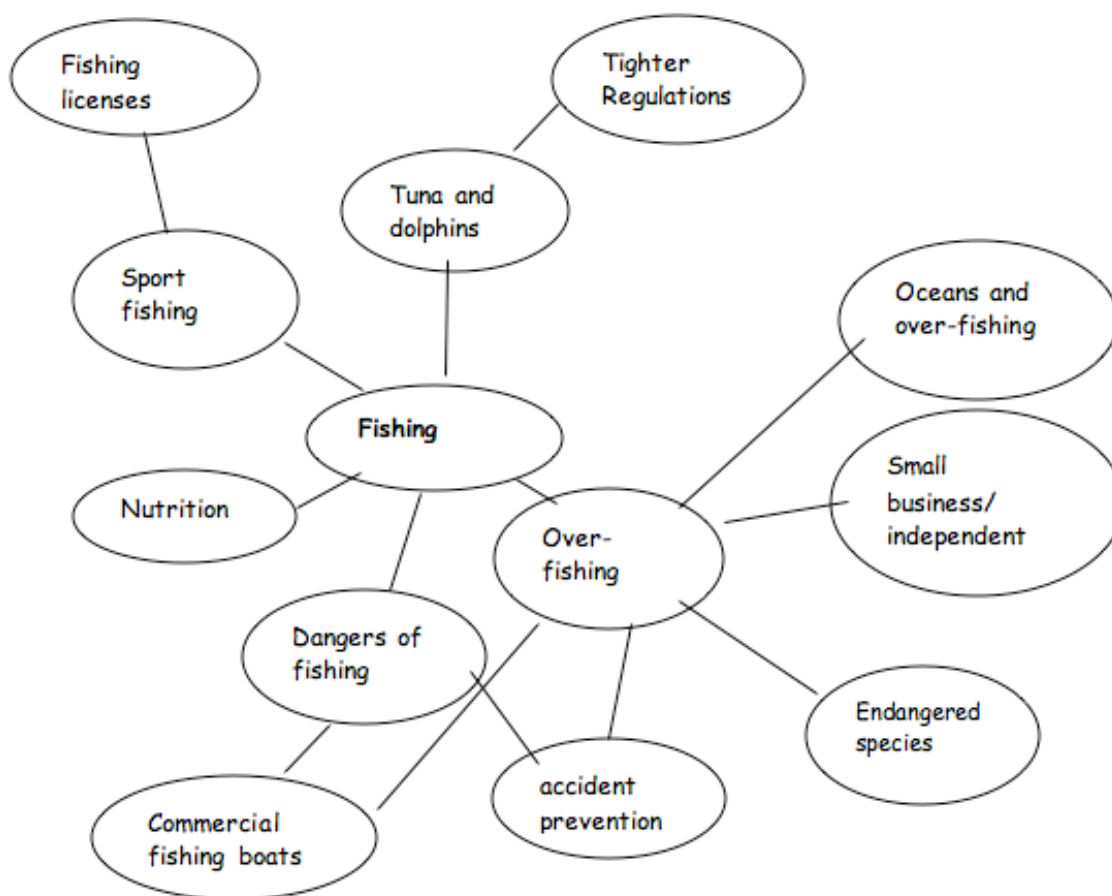 Fishing
licenses
Tighter
Regulations
Tuna and
dolphins
Sport
fishing
Oceans and
over-fishing
Fishing
Small
business/
independent
Nutrition
Over-
fishing
Dangers of
fishing
Endangered
species
accident
prevention
Commercial
fishing boats